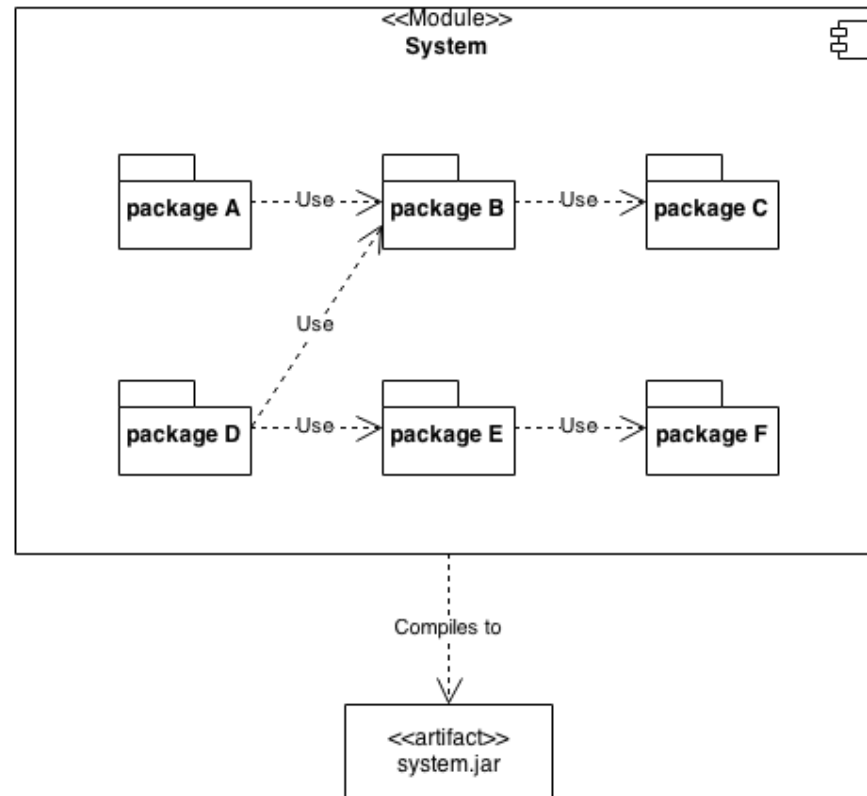 <<Module>>
System
package A
Use
package B
Use
package C
Use
package D
Use
package E
Use
package F
Compiles to
<<artifact>>
system.jar